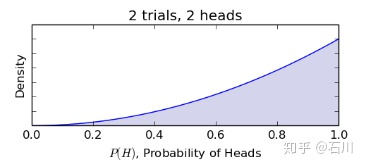 2 trials, 2 heads
Density
0.0 0.2 0.4 0.6 0.8 1.0
P(H), Probability of Heads
知乎 @石川